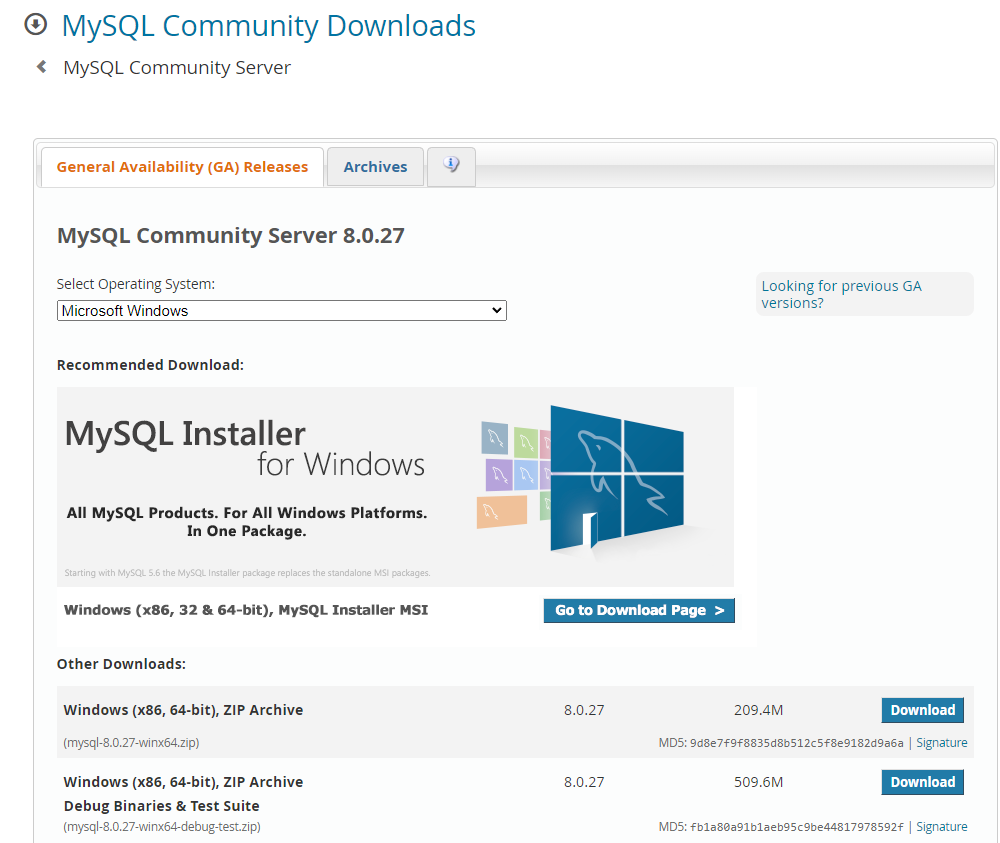 MySQL Community Downloads
MySQL Community Server
General Availability (GA) Releases
Archives
i
MySQL Community Server 8.0.27
Select Operating System:
Microsoft Windows
Looking for previous GA
versions?
Recommended Download:
MySQL Installer
for Windows
All MySQL Products. For All Windows Platforms.
In One Package.
Starting with MySQL 5.6 the MySQL Installer package replaces the standalone MSI packages.
Windows (x86, 32 & 64-bit), MySQL Installer MSI
Go to Download Page >
Other Downloads:
Windows (x86, 64-bit), ZIP Archive 8.0.27 209.4M Download
(mysql-8.0.27-winx64.zip) MD5: 9d8e7f9f8835d8b512c5f8e9182d9a6a | Signature
Windows (x86, 64-bit), ZIP Archive 8.0.27 509.6M Download
Debug Binaries & Test Suite
(mysql-8.0.27-winx64-debug-test.zip) MD5: fb1a80a91b1aeb95c9be44817978592f | Signature